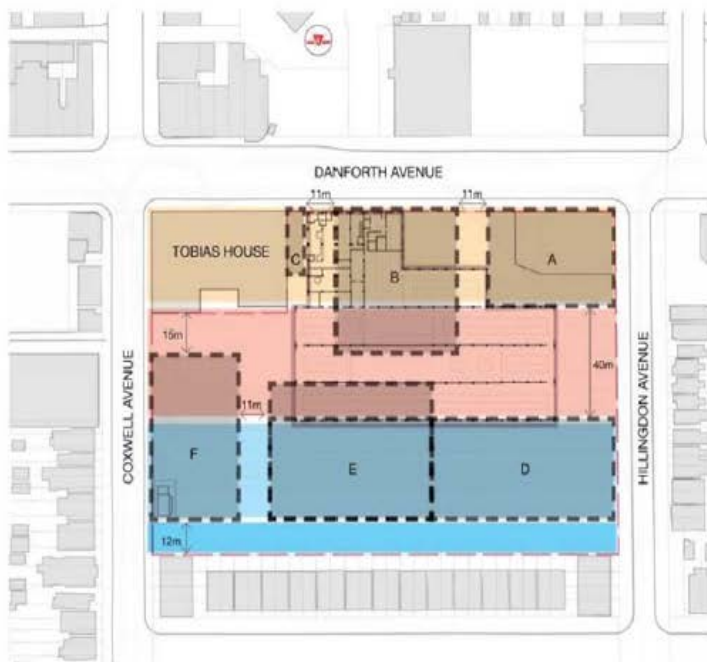 DANFORTH AVENUE
11m
11m
TOBIAS HOUSE
C
B
A
15m
40m
COXWELL AVENUE
HILLINGDON AVENUE
11m
F
E
D
12m